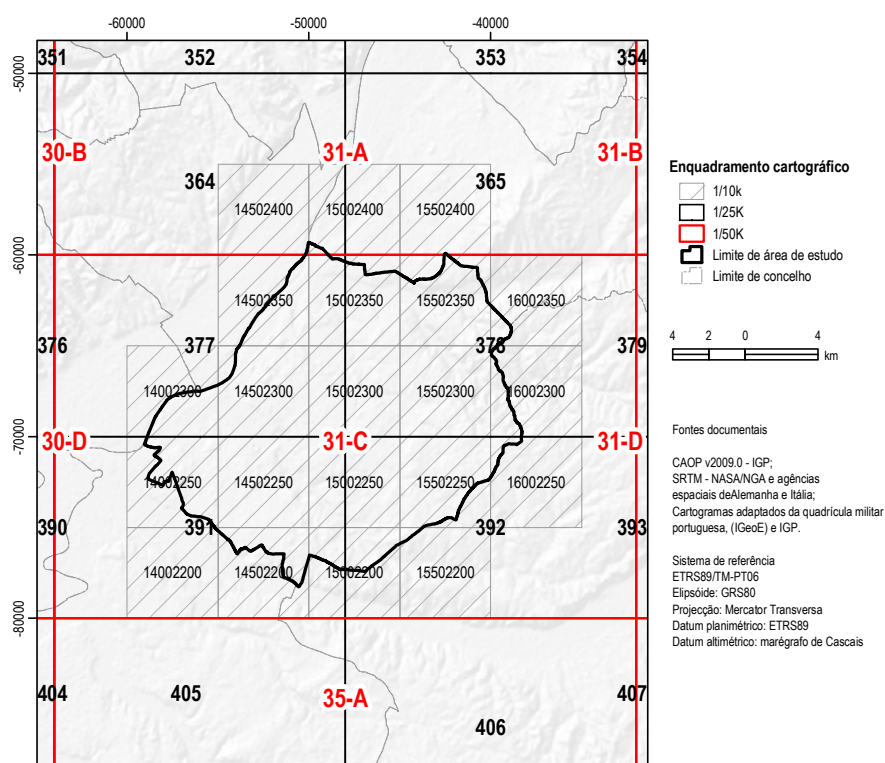 -60000 -50000 -40000
-50000
-60000
-70000
-80000
351 352 353 354
30-B 31-A 31-B
364 365
14502400 15002400 15502400
14502350 15002350 15502350 16002350
376 377 378 379
14002300 14502300 15002300 15502300 16002300
30-D 31-C 31-D
14002250 14502250 15002250 15502250 16002250
390 391 392 393
14002200 14502200 15002200 15502200
404 405 35-A 407
406
Enquadramento cartográfico
1/10k
1/25K
1/50K
Limite de área de estudo
Limite de concelho
4 2 0 4
km
Fontes documentais
CAOP v2009.0 - IGP;
SRTM - NASA/NGA e agências
espaciais deAlemanha e Itália;
Cartogramas adaptados da quadrícula militar
portuguesa, (IGeoE) e IGP.
Sistema de referência
ETRS89/TM-PT06
Elipsóide: GRS80
Projecção: Mercator Transversa
Datum planimétrico: ETRS89
Datum altimétrico: marégrafo de Cascais